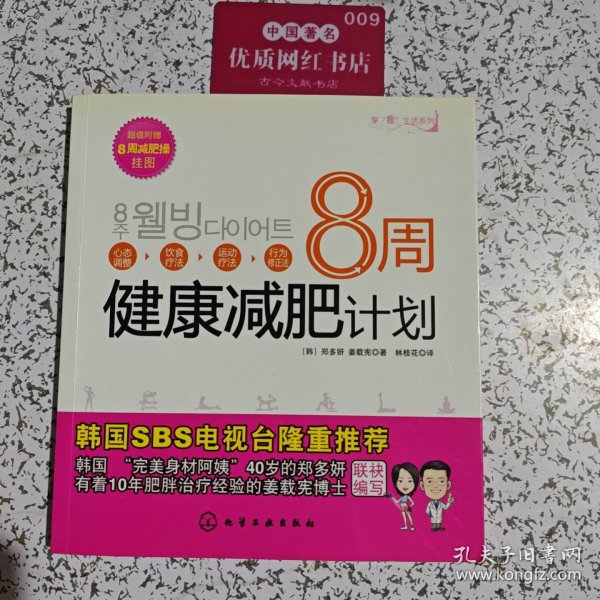 009
中国著名
优质网红书店
古今文献书店
享“瘦”生活系列
超值附赠
8周减肥操
挂图
8주 웰빙다이어트
心态调整
饮食疗法
运动疗法
行为修正法
8周
健康减肥计划
[韩] 郑多妍 姜载宪◎著 林桂花◎译
韩国SBS电视台隆重推荐
韩国 “完美身材阿姨”40岁的郑多妍
有着10年肥胖治疗经验的姜载宪博士
联袂
编写
化学工业出版社
孔夫子旧书网
www.kongfz.com